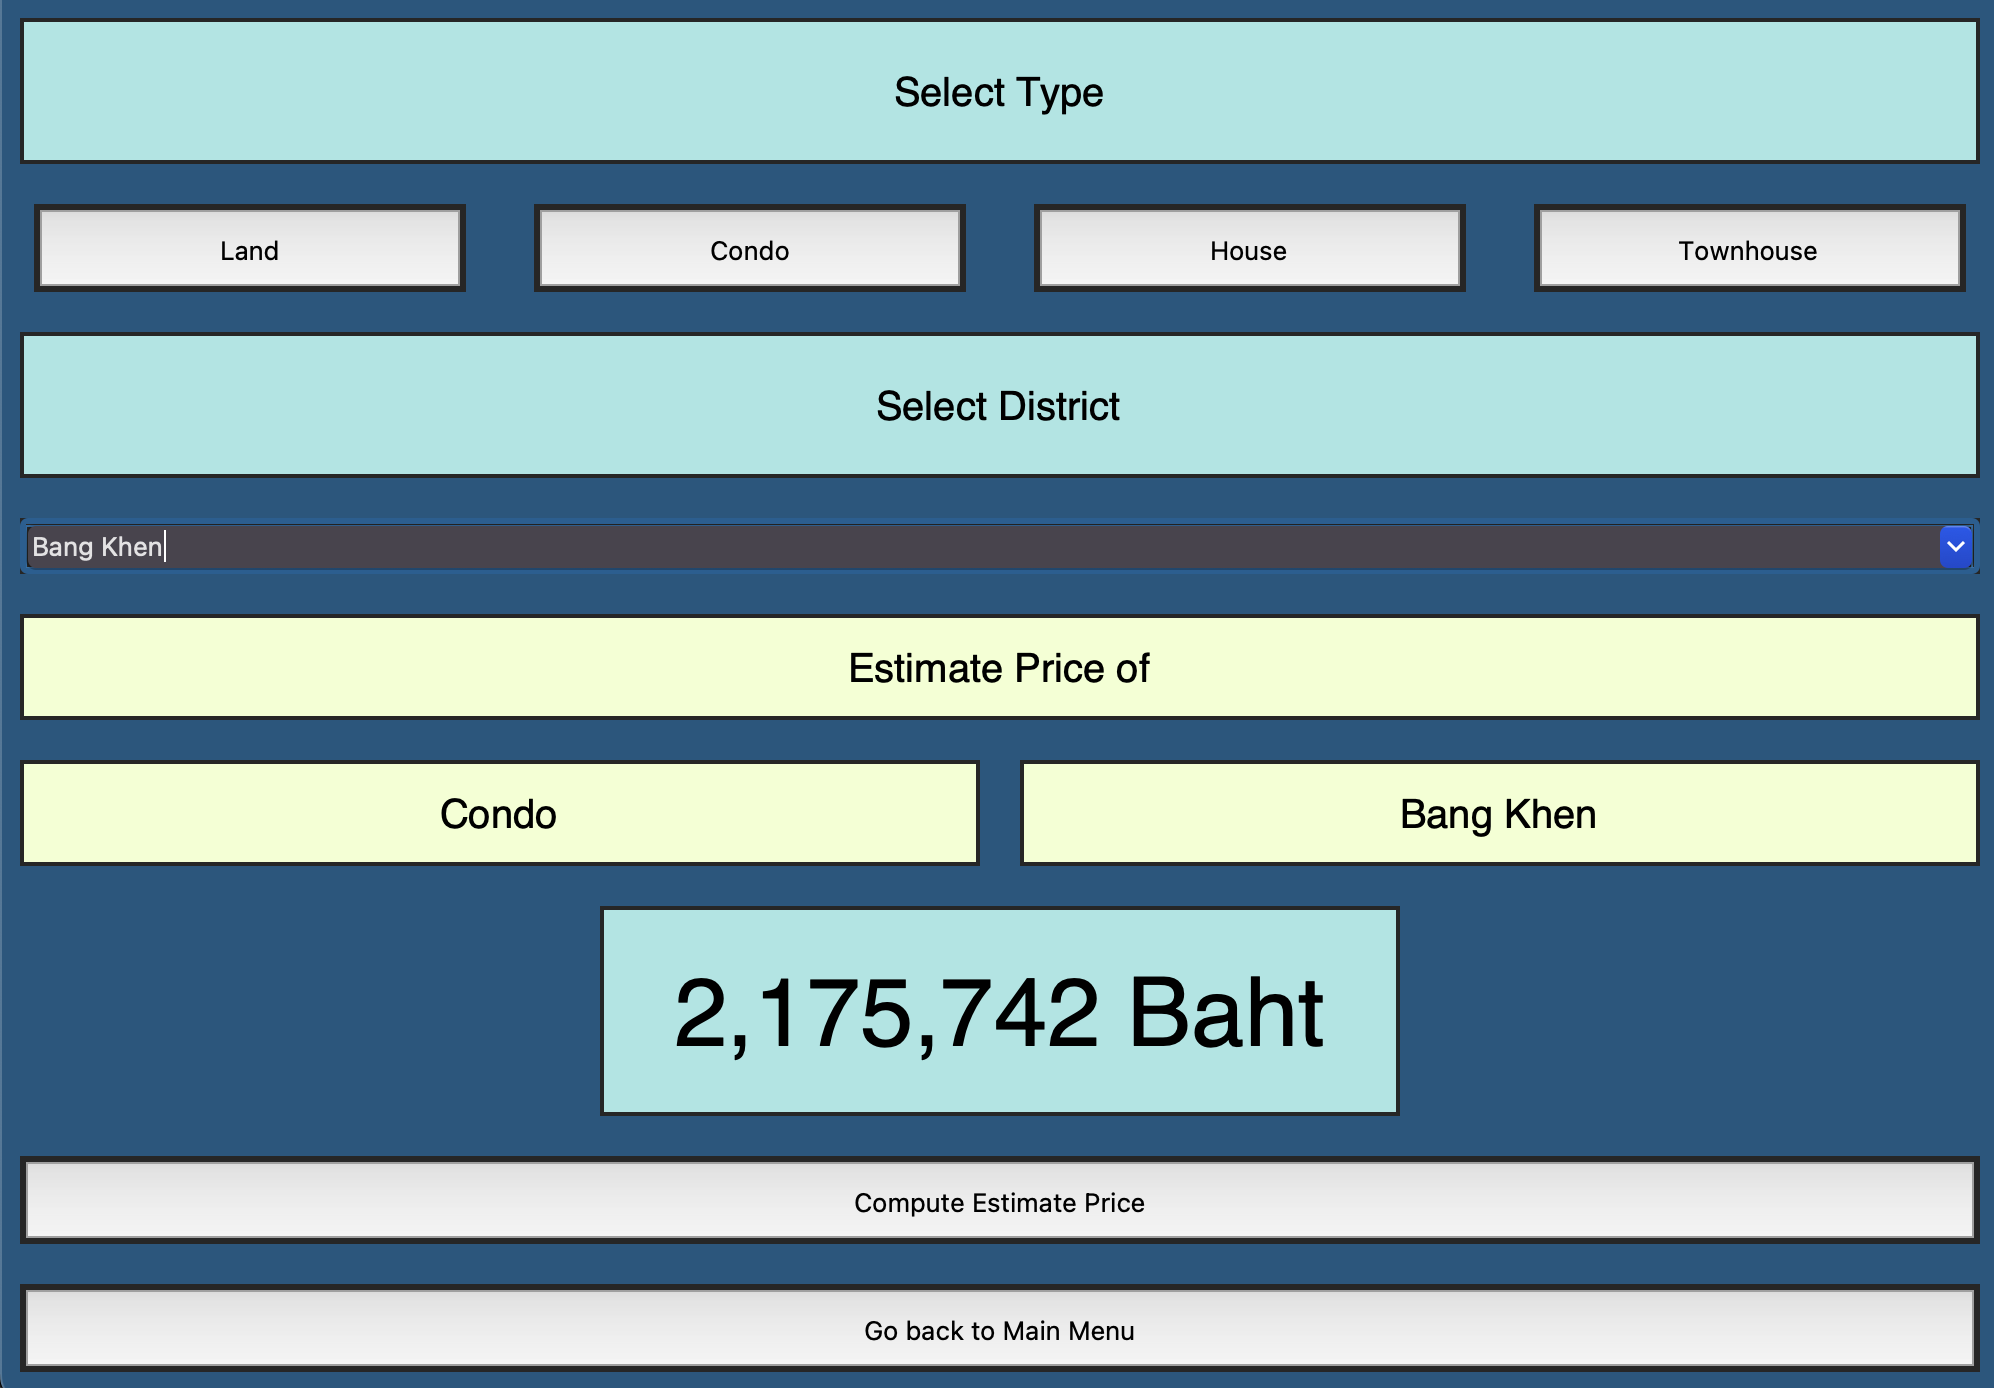 Select Type
Land
Condo
House
Townhouse
Select District
Bang Khen
Estimate Price of
Condo
Bang Khen
2,175,742 Baht
Compute Estimate Price
Go back to Main Menu